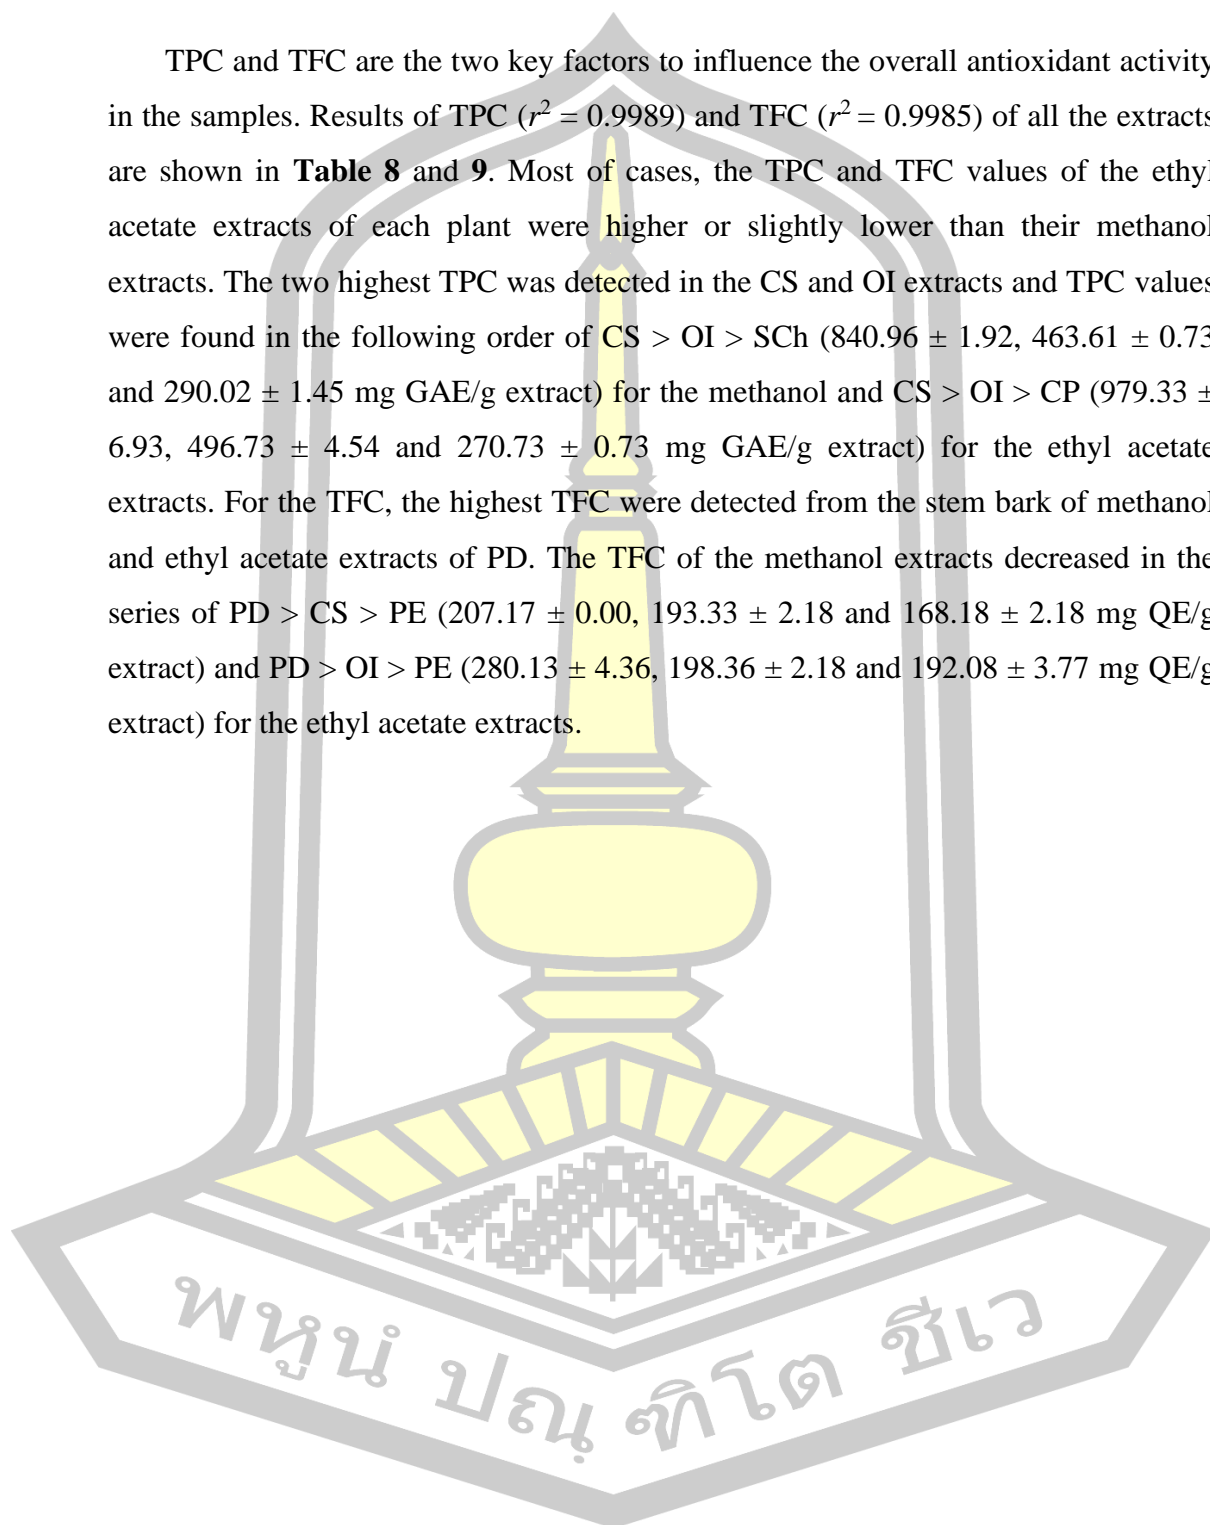 TPC and TFC are the two key factors to influence the overall antioxidant activity
in the samples. Results of TPC (r² = 0.9989) and TFC (r² = 0.9985) of all the extracts
are shown in Table 8 and 9. Most of cases, the TPC and TFC values of the ethyl
acetate extracts of each plant were higher or slightly lower than their methanol
extracts. The two highest TPC was detected in the CS and OI extracts and TPC values
were found in the following order of CS > OI > SCh (840.96 ± 1.92, 463.61 ± 0.73
and 290.02 ± 1.45 mg GAE/g extract) for the methanol and CS > OI > CP (979.33 ±
6.93, 496.73 ± 4.54 and 270.73 ± 0.73 mg GAE/g extract) for the ethyl acetate
extracts. For the TFC, the highest TFC were detected from the stem bark of methanol
and ethyl acetate extracts of PD. The TFC of the methanol extracts decreased in the
series of PD > CS > PE (207.17 ± 0.00, 193.33 ± 2.18 and 168.18 ± 2.18 mg QE/g
extract) and PD > OI > PE (280.13 ± 4.36, 198.36 ± 2.18 and 192.08 ± 3.77 mg QE/g
extract) for the ethyl acetate extracts.
พหูนํ ปณฺ ฑิโต ชีเว